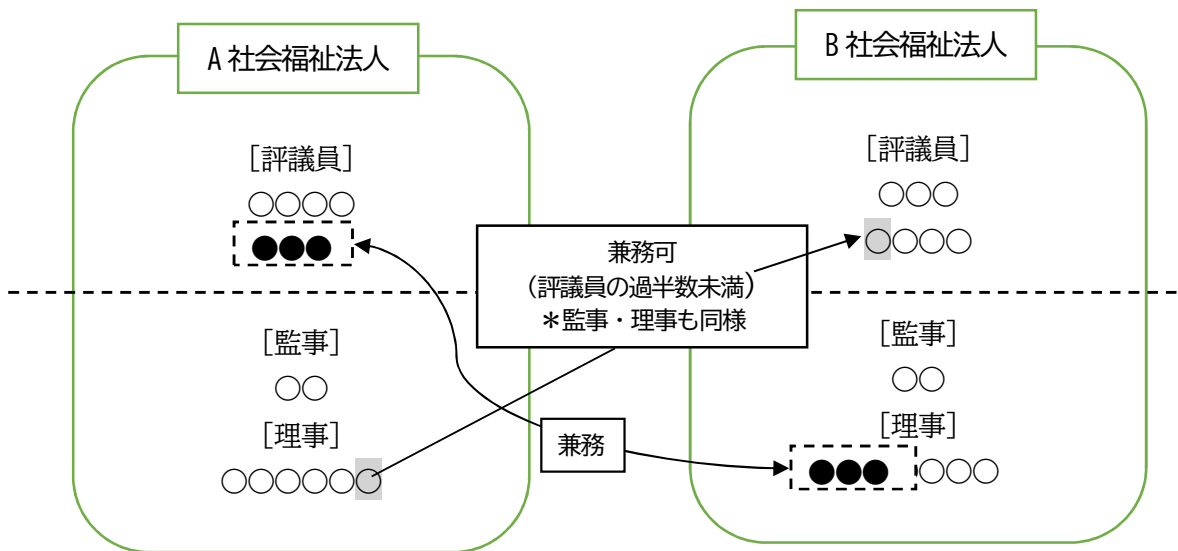 A 社会福祉法人
[評議員]
○○○○
●●●
[監事]
○○
[理事]
○○○○○○
兼務可
(評議員の過半数未満)
＊監事・理事も同様
兼務
B 社会福祉法人
[評議員]
○○○
○○○○
[監事]
○○
[理事]
●●●○○○